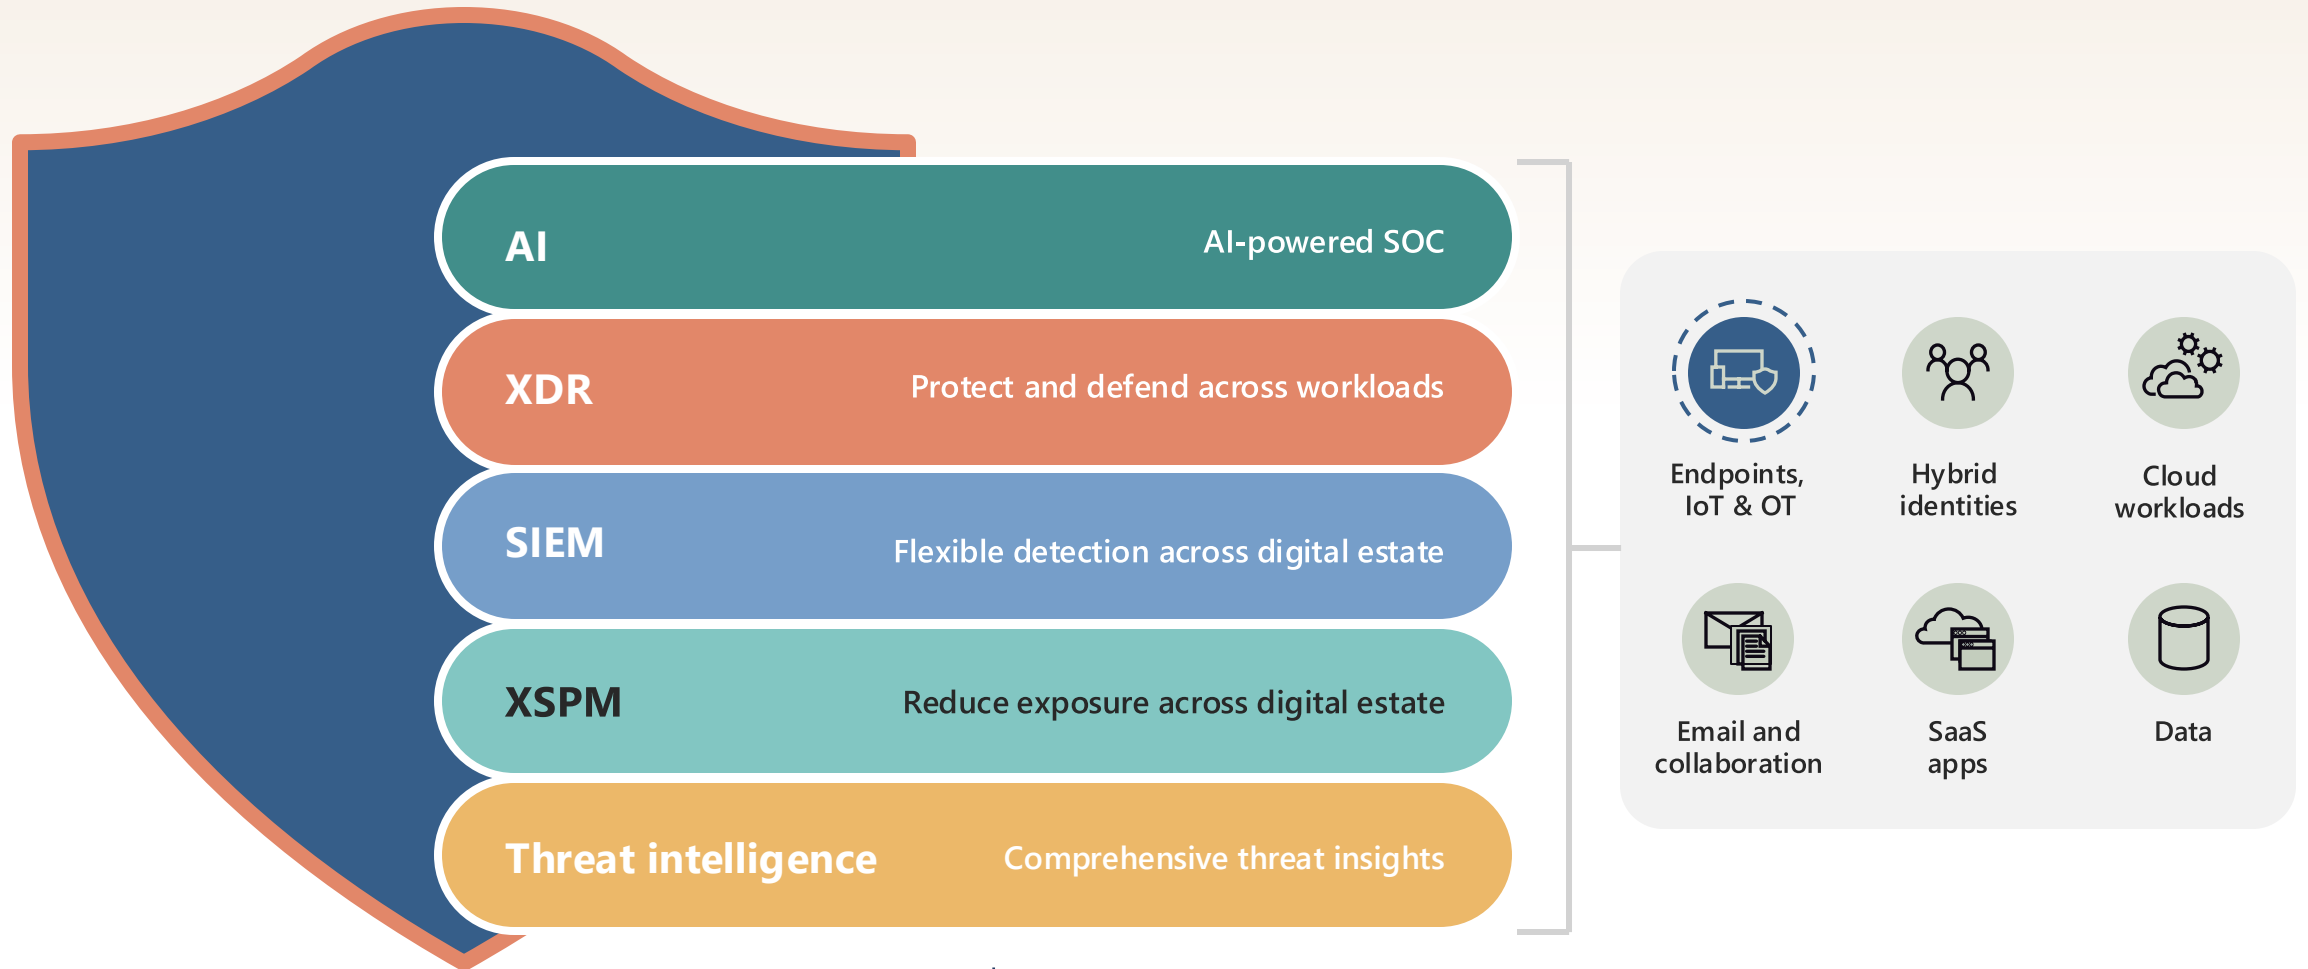 AI
AI-powered SOC
XDR
Protect and defend across workloads
SIEM
Flexible detection across digital estate
XSPM
Reduce exposure across digital estate
Threat intelligence
Comprehensive threat insights
Endpoints,
IoT & OT
Hybrid
identities
Cloud
workloads
Email and
collaboration
SaaS
apps
Data